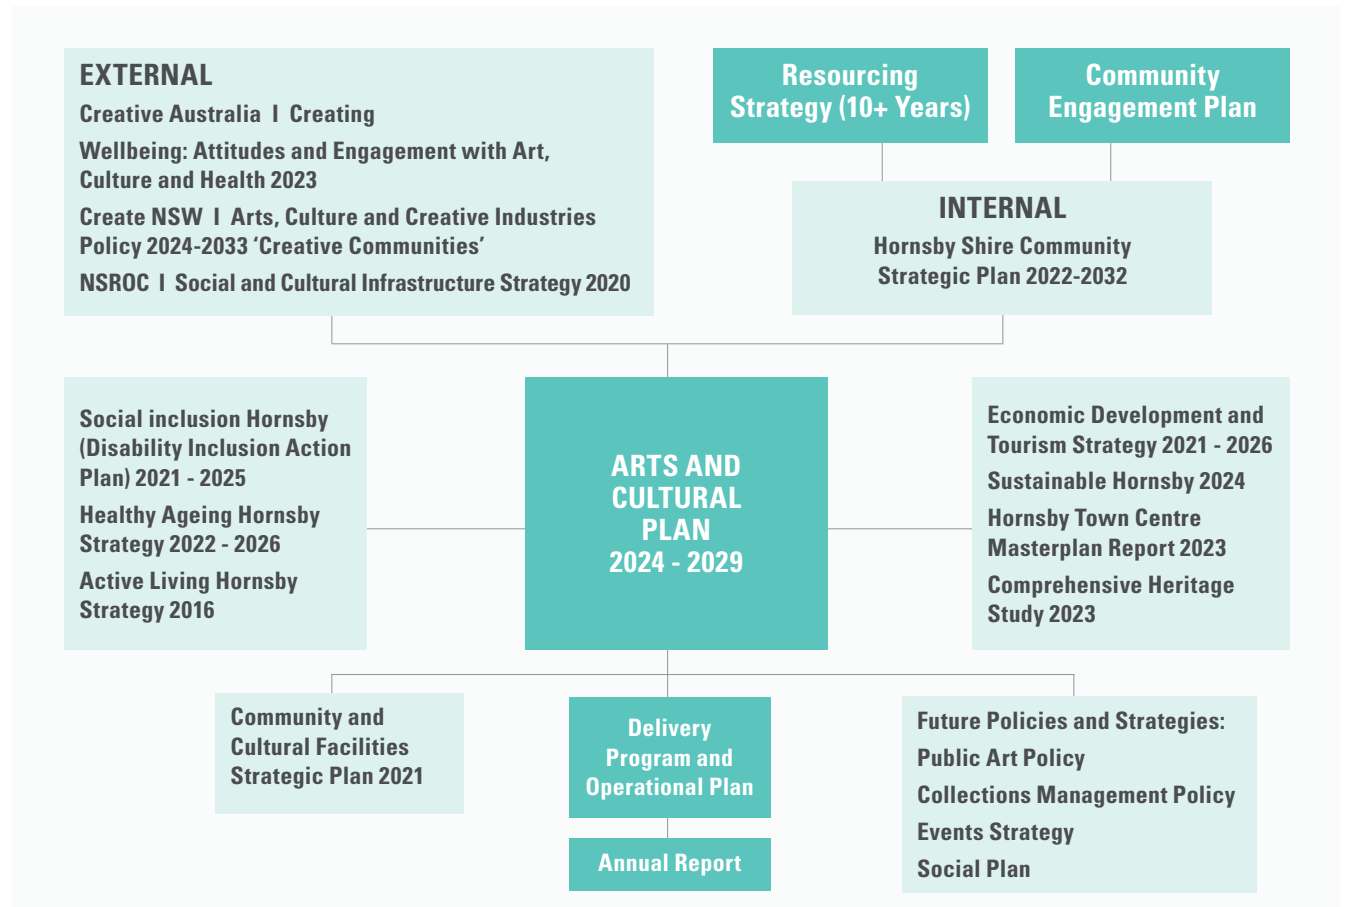 EXTERNAL
Creative Australia I Creating
Wellbeing: Attitudes and Engagement with Art,
Culture and Health 2023
Create NSW I Arts, Culture and Creative Industries
Policy 2024-2033 ‘Creative Communities’
NSROC I Social and Cultural Infrastructure Strategy 2020
Resourcing
Strategy (10+ Years)
Community
Engagement Plan
INTERNAL
Hornsby Shire Community
Strategic Plan 2022-2032
Social inclusion Hornsby
(Disability Inclusion Action
Plan) 2021 - 2025
Healthy Ageing Hornsby
Strategy 2022 - 2026
Active Living Hornsby
Strategy 2016
ARTS AND
CULTURAL
PLAN
2024 - 2029
Economic Development and
Tourism Strategy 2021 - 2026
Sustainable Hornsby 2024
Hornsby Town Centre
Masterplan Report 2023
Comprehensive Heritage
Study 2023
Community and
Cultural Facilities
Strategic Plan 2021
Delivery
Program and
Operational Plan
Annual Report
Future Policies and Strategies:
Public Art Policy
Collections Management Policy
Events Strategy
Social Plan